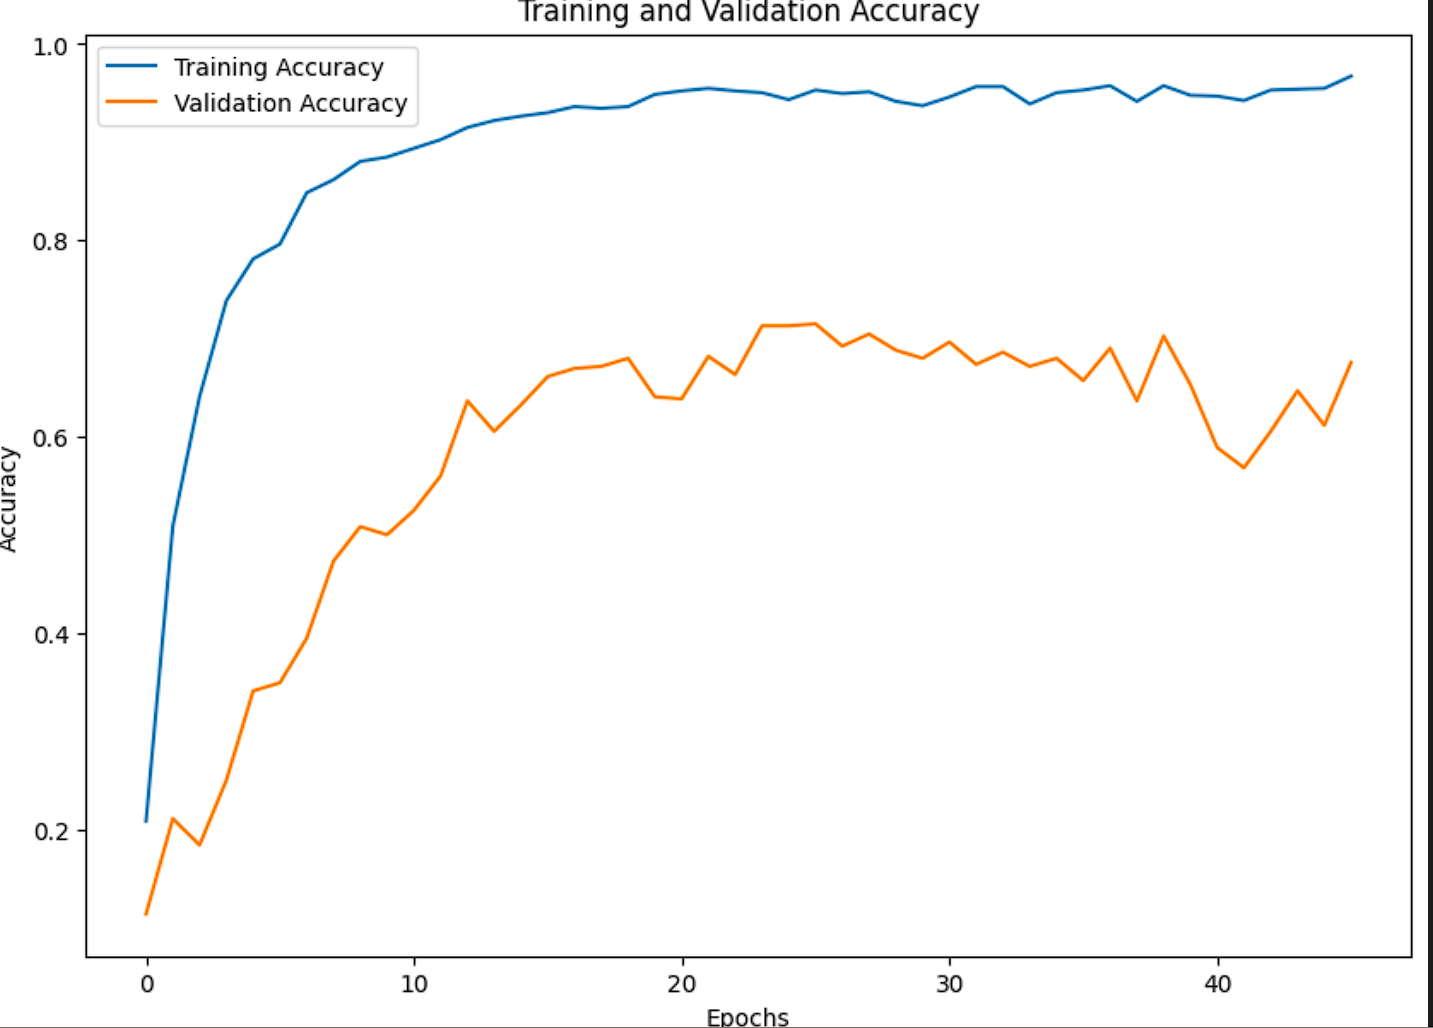 Training and Validation Accuracy
1.0
Training Accuracy
Validation Accuracy
0.8
0.6
Accuracy
0.4
0.2
0 10 20 30 40
Epochs